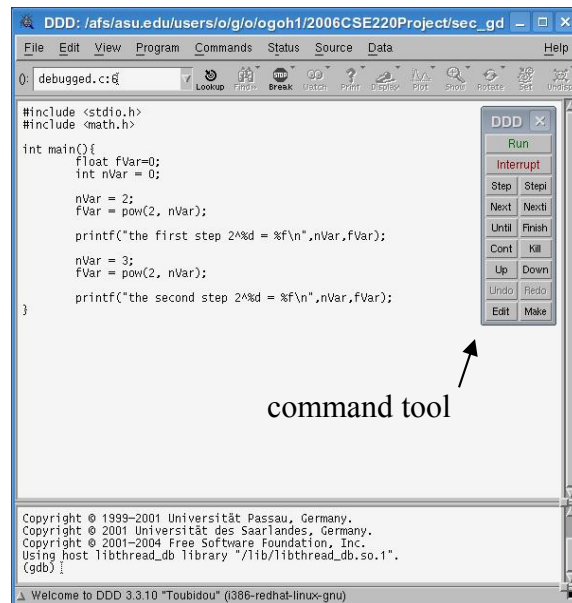 DDD: /afs/asu.edu/users/o/g/o/ogoh1/2006CSE220Project/sec_gd
File Edit View Program Commands Status Source Data Help
(): debugged.c:6
Lookup Find» Break Watch Print Display Plot Show Rotate Set Undisp
#include <stdio.h>
#include <math.h>
int main(){
float fVar=0;
int nVar = 0;
nVar = 2;
fVar = pow(2, nVar);
printf("the first step 2^%d = %f\n",nVar,fVar);
nVar = 3;
fVar = pow(2, nVar);
printf("the second step 2^%d = %f\n",nVar,fVar);
}
DDD
Run
Interrupt
Step Stepi
Next Nexti
Until Finish
Cont Kill
Up Down
Undo Redo
Edit Make
command tool
Copyright © 1999-2001 Universität Passau, Germany.
Copyright © 2001 Universität des Saarlandes, Germany.
Copyright © 2001-2004 Free Software Foundation, Inc.
Using host libthread_db library "/lib/libthread_db.so.1".
(gdb)
Welcome to DDD 3.3.10 "Toubidou" (i386-redhat-linux-gnu)